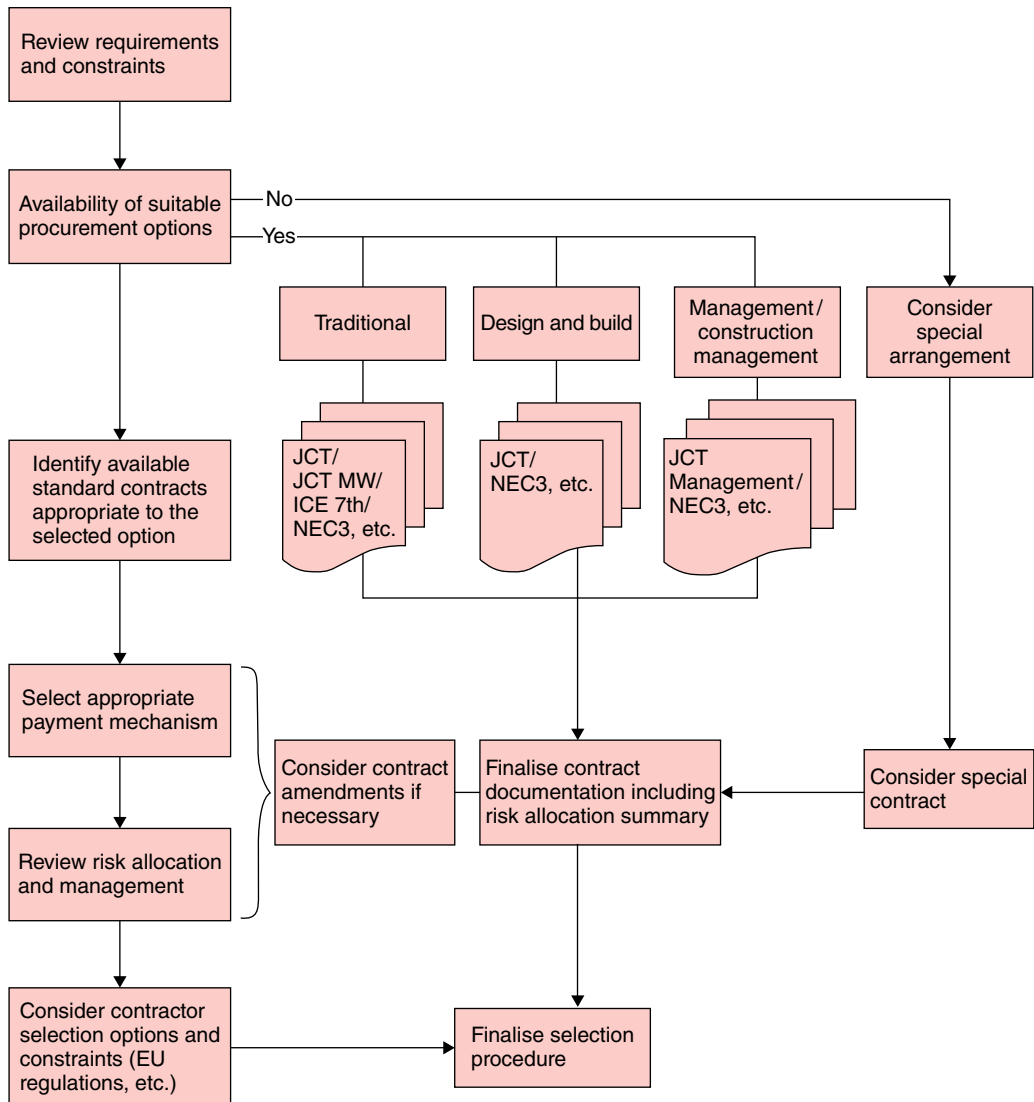 Review requirements
and constraints
Availability of suitable
procurement options
No
Yes
Traditional
Design and build
Management/
construction
management
Consider
special
arrangement
Identify available
standard contracts
appropriate to the
selected option
JCT/
JCT MW/
ICE 7th/
NEC3, etc.
JCT/
NEC3, etc.
JCT
Management/
NEC3, etc.
Select appropriate
payment mechanism
Consider contract
amendments if
necessary
Finalise contract
documentation including
risk allocation summary
Consider special
contract
Review risk allocation
and management
Consider contractor
selection options and
constraints (EU
regulations, etc.)
Finalise selection
procedure